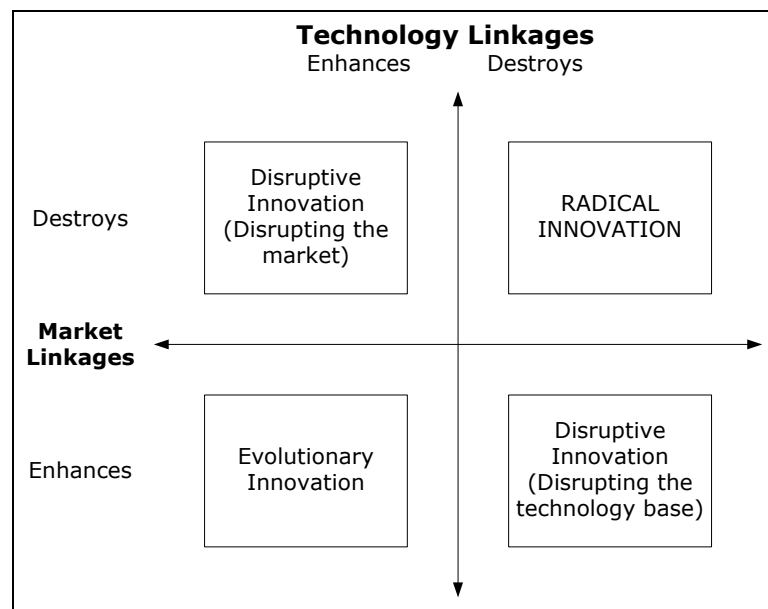 Technology Linkages
Enhances Destroys
Destroys
Disruptive
Innovation
(Disrupting the
market)
RADICAL
INNOVATION
Market
Linkages
Enhances
Evolutionary
Innovation
Disruptive
Innovation
(Disrupting the
technology base)